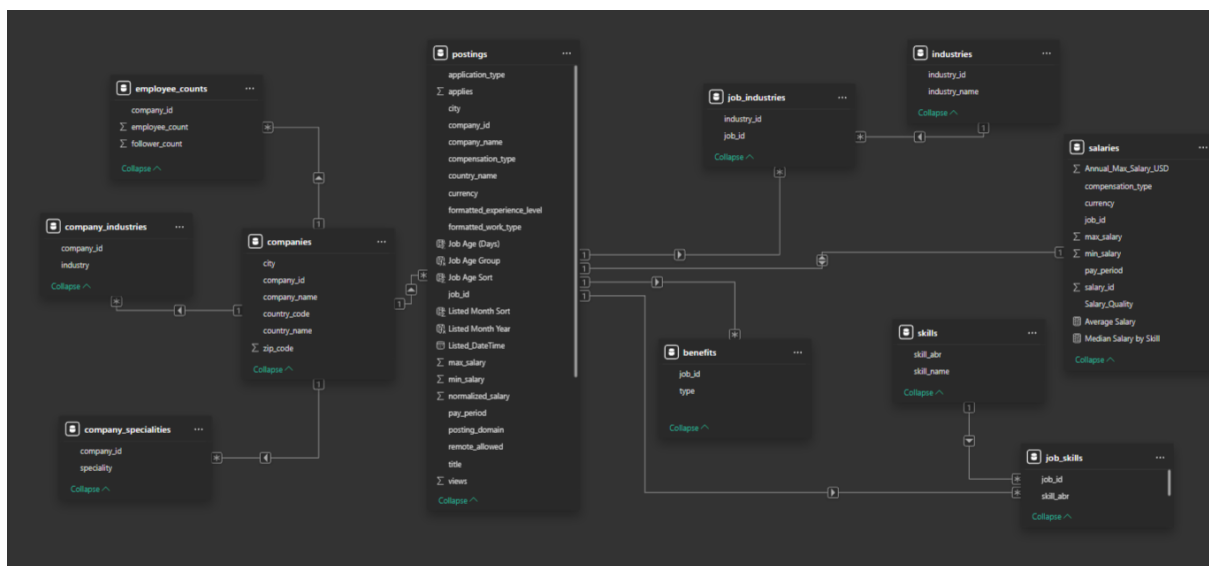 employee_counts
company_id
employee_count
follower_count
Collapse
company_industries
company_id
industry
Collapse
companies
city
company_id
company_name
country_code
country_name
zip_code
Collapse
company_specialities
company_id
speciality
Collapse
postings
application_type
applies
city
company_id
company_name
compensation_type
country_name
currency
formatted_experience_level
formatted_work_type
Job Age (Days)
Job Age Group
Job Age Sort
job_id
Listed Month Sort
Listed Month Year
Listed_DateTime
max_salary
min_salary
normalized_salary
pay_period
posting_domain
remote_allowed
title
views
Collapse
job_industries
industry_id
job_id
Collapse
industries
industry_id
industry_name
Collapse
benefits
job_id
type
Collapse
salaries
Annual_Max_Salary_USD
compensation_type
currency
job_id
max_salary
min_salary
pay_period
salary_id
Salary_Quality
Average Salary
Median Salary by Skill
Collapse
skills
skill_abr
skill_name
Collapse
job_skills
job_id
skill_abr
Collapse